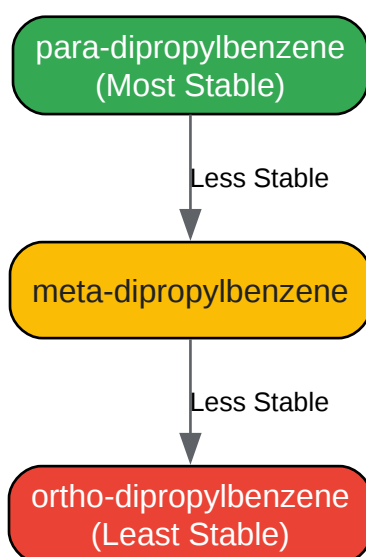 para-dipropylbenzene
(Most Stable)
Less Stable
meta-dipropylbenzene
Less Stable
ortho-dipropylbenzene
(Least Stable)